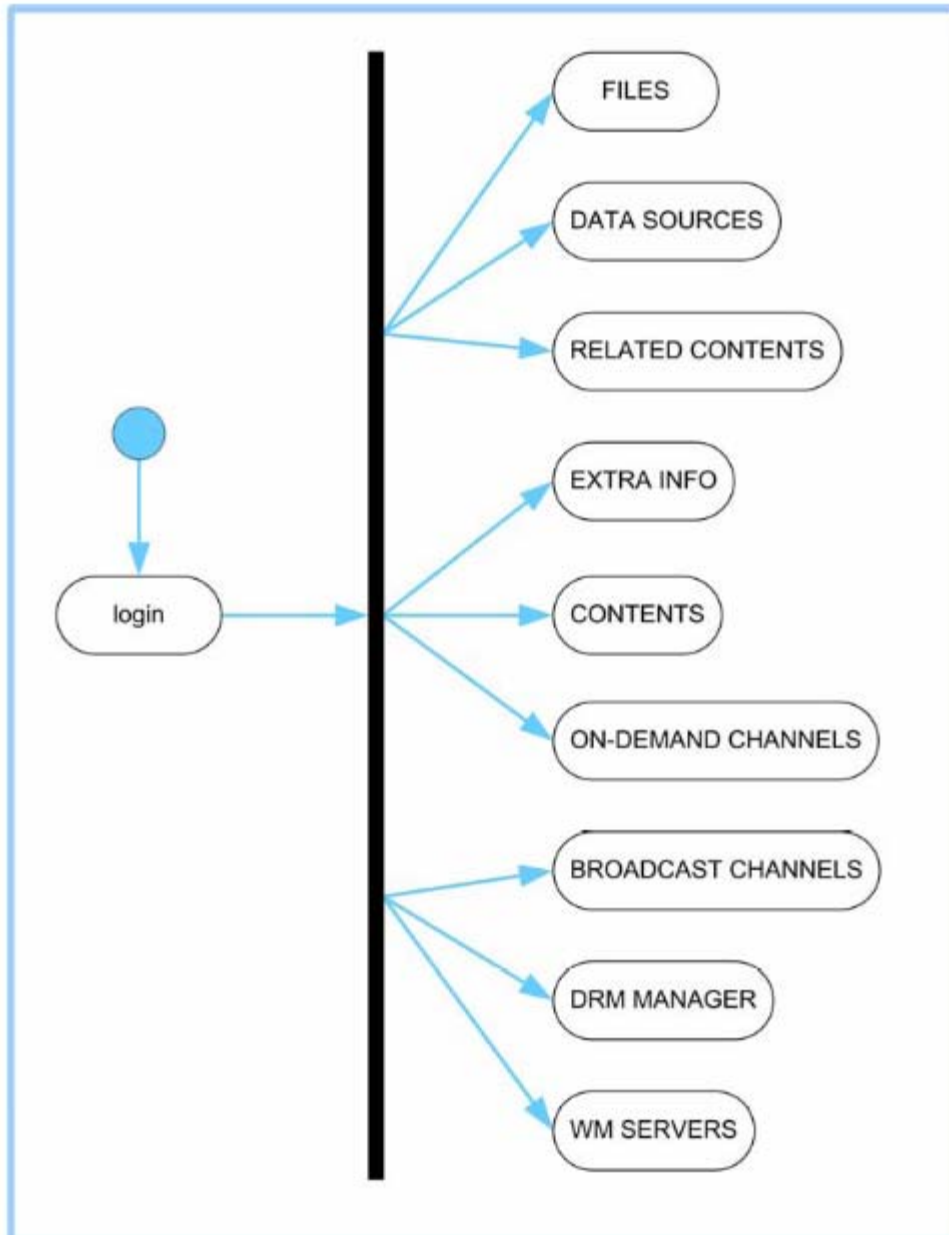 FILES
DATA SOURCES
RELATED CONTENTS
EXTRA INFO
login
CONTENTS
ON-DEMAND CHANNELS
BROADCAST CHANNELS
DRM MANAGER
WM SERVERS